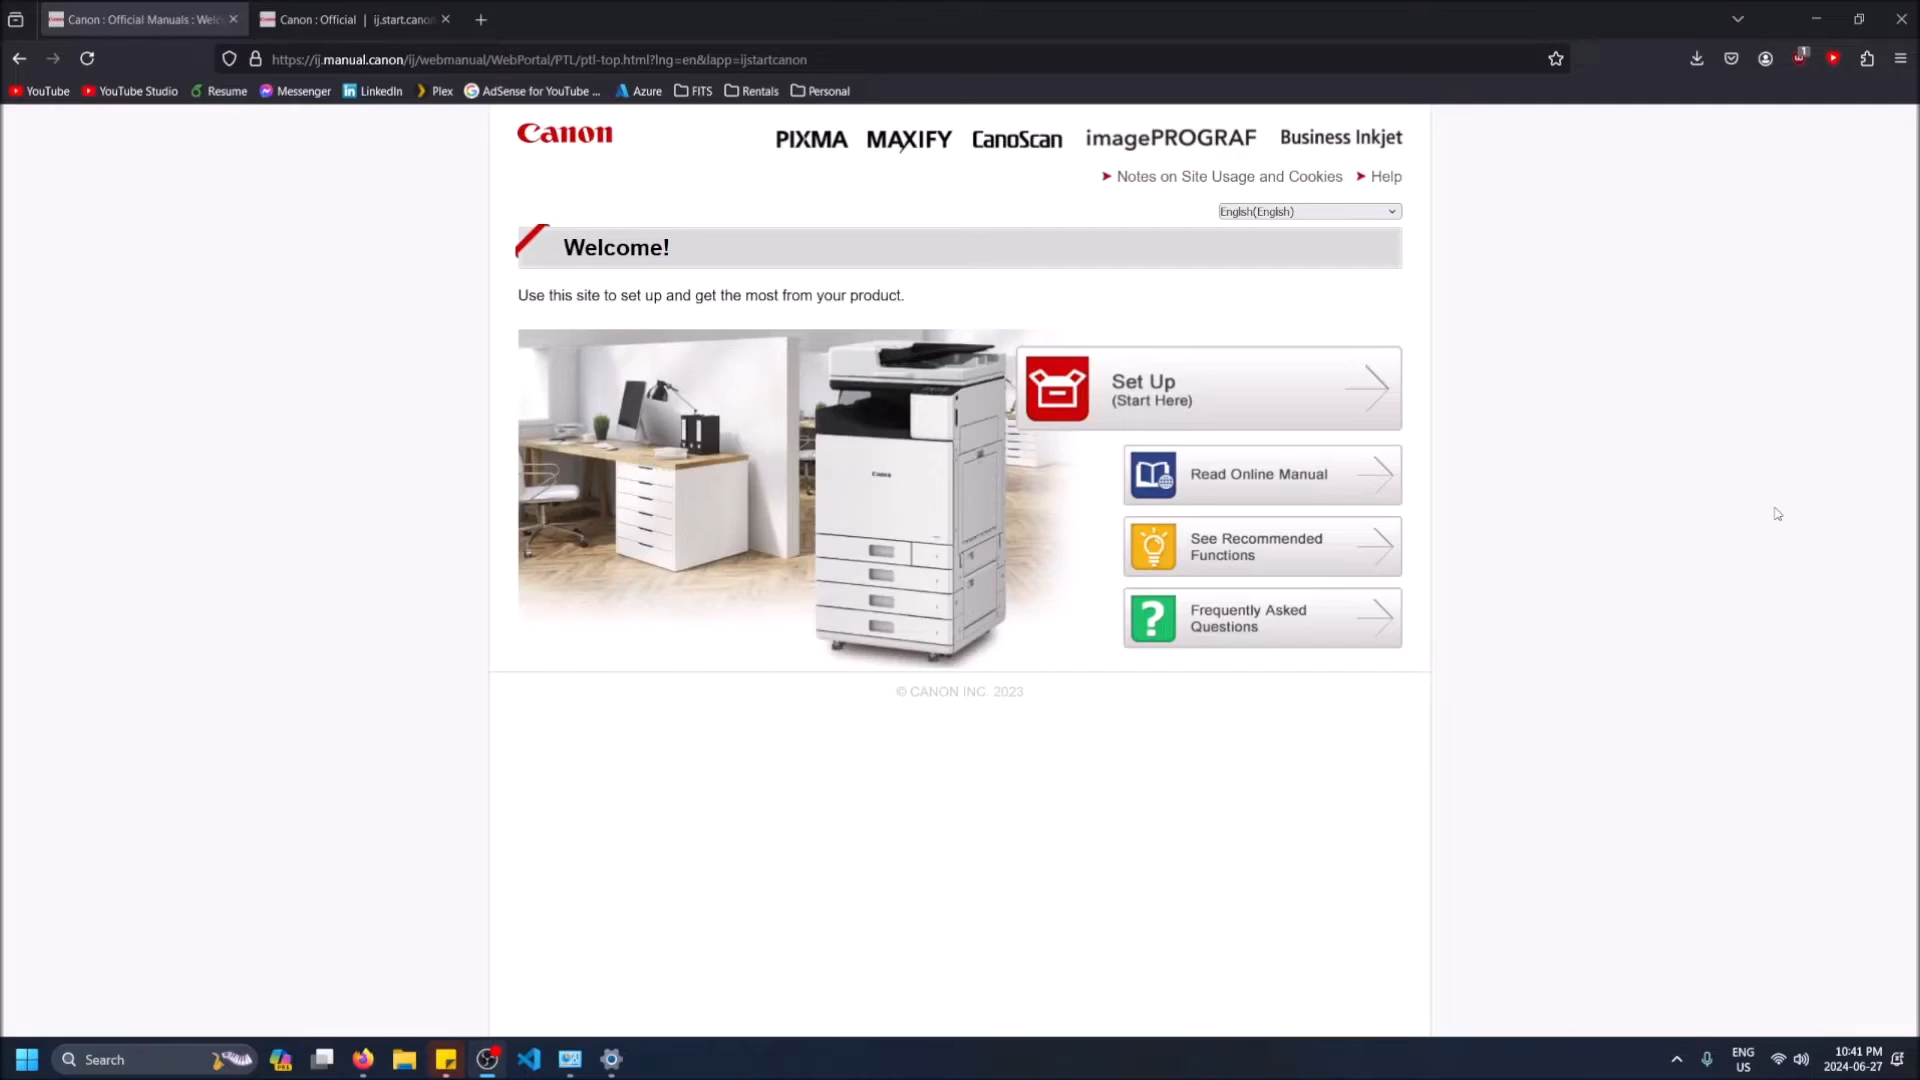 Canon : Official Manuals : Welc
Canon : Official | ij.start.canon
https://ij.manual.canon/ij/webmanual/WebPortal/PTL/ptl-top.html?lng=en&lapp=ijstartcanon
1
YouTube
YouTube Studio
Resume
Messenger
LinkedIn
Plex
AdSense for YouTube ...
Azure
FITS
Rentals
Personal
Canon
PIXMA MAXIFY CanoScan imagePROGRAF Business Inkjet
Notes on Site Usage and Cookies Help
English(English)
Welcome!
Use this site to set up and get the most from your product.
Canon
Set Up
(Start Here)
Read Online Manual
See Recommended
Functions
Frequently Asked
Questions
© CANON INC. 2023
Search
PRE
ENG
US
10:41 PM
2024-06-27